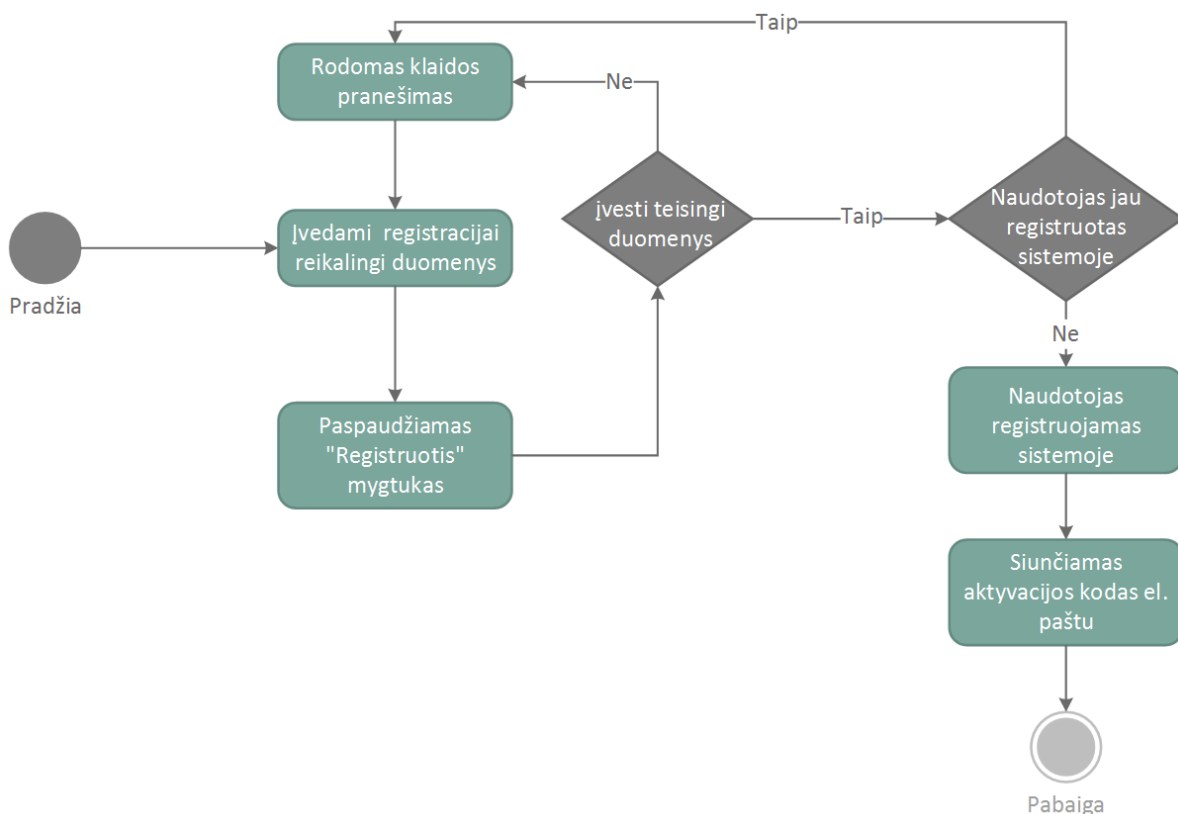 Taip
Rodomas klaidos
pranešimas
Ne
įvesti teisingi
duomenys
Taip
Naudotojas jau
registruotas
sistemoje
Įvedami registracijai
reikalingi duomenys
Pradžia
Ne
Paspaudžiamas
"Registruotis"
mygtukas
Naudotojas
registruojamas
sistemoje
Siunčiamas
aktyvacijos kodas el.
paštu
Pabaiga